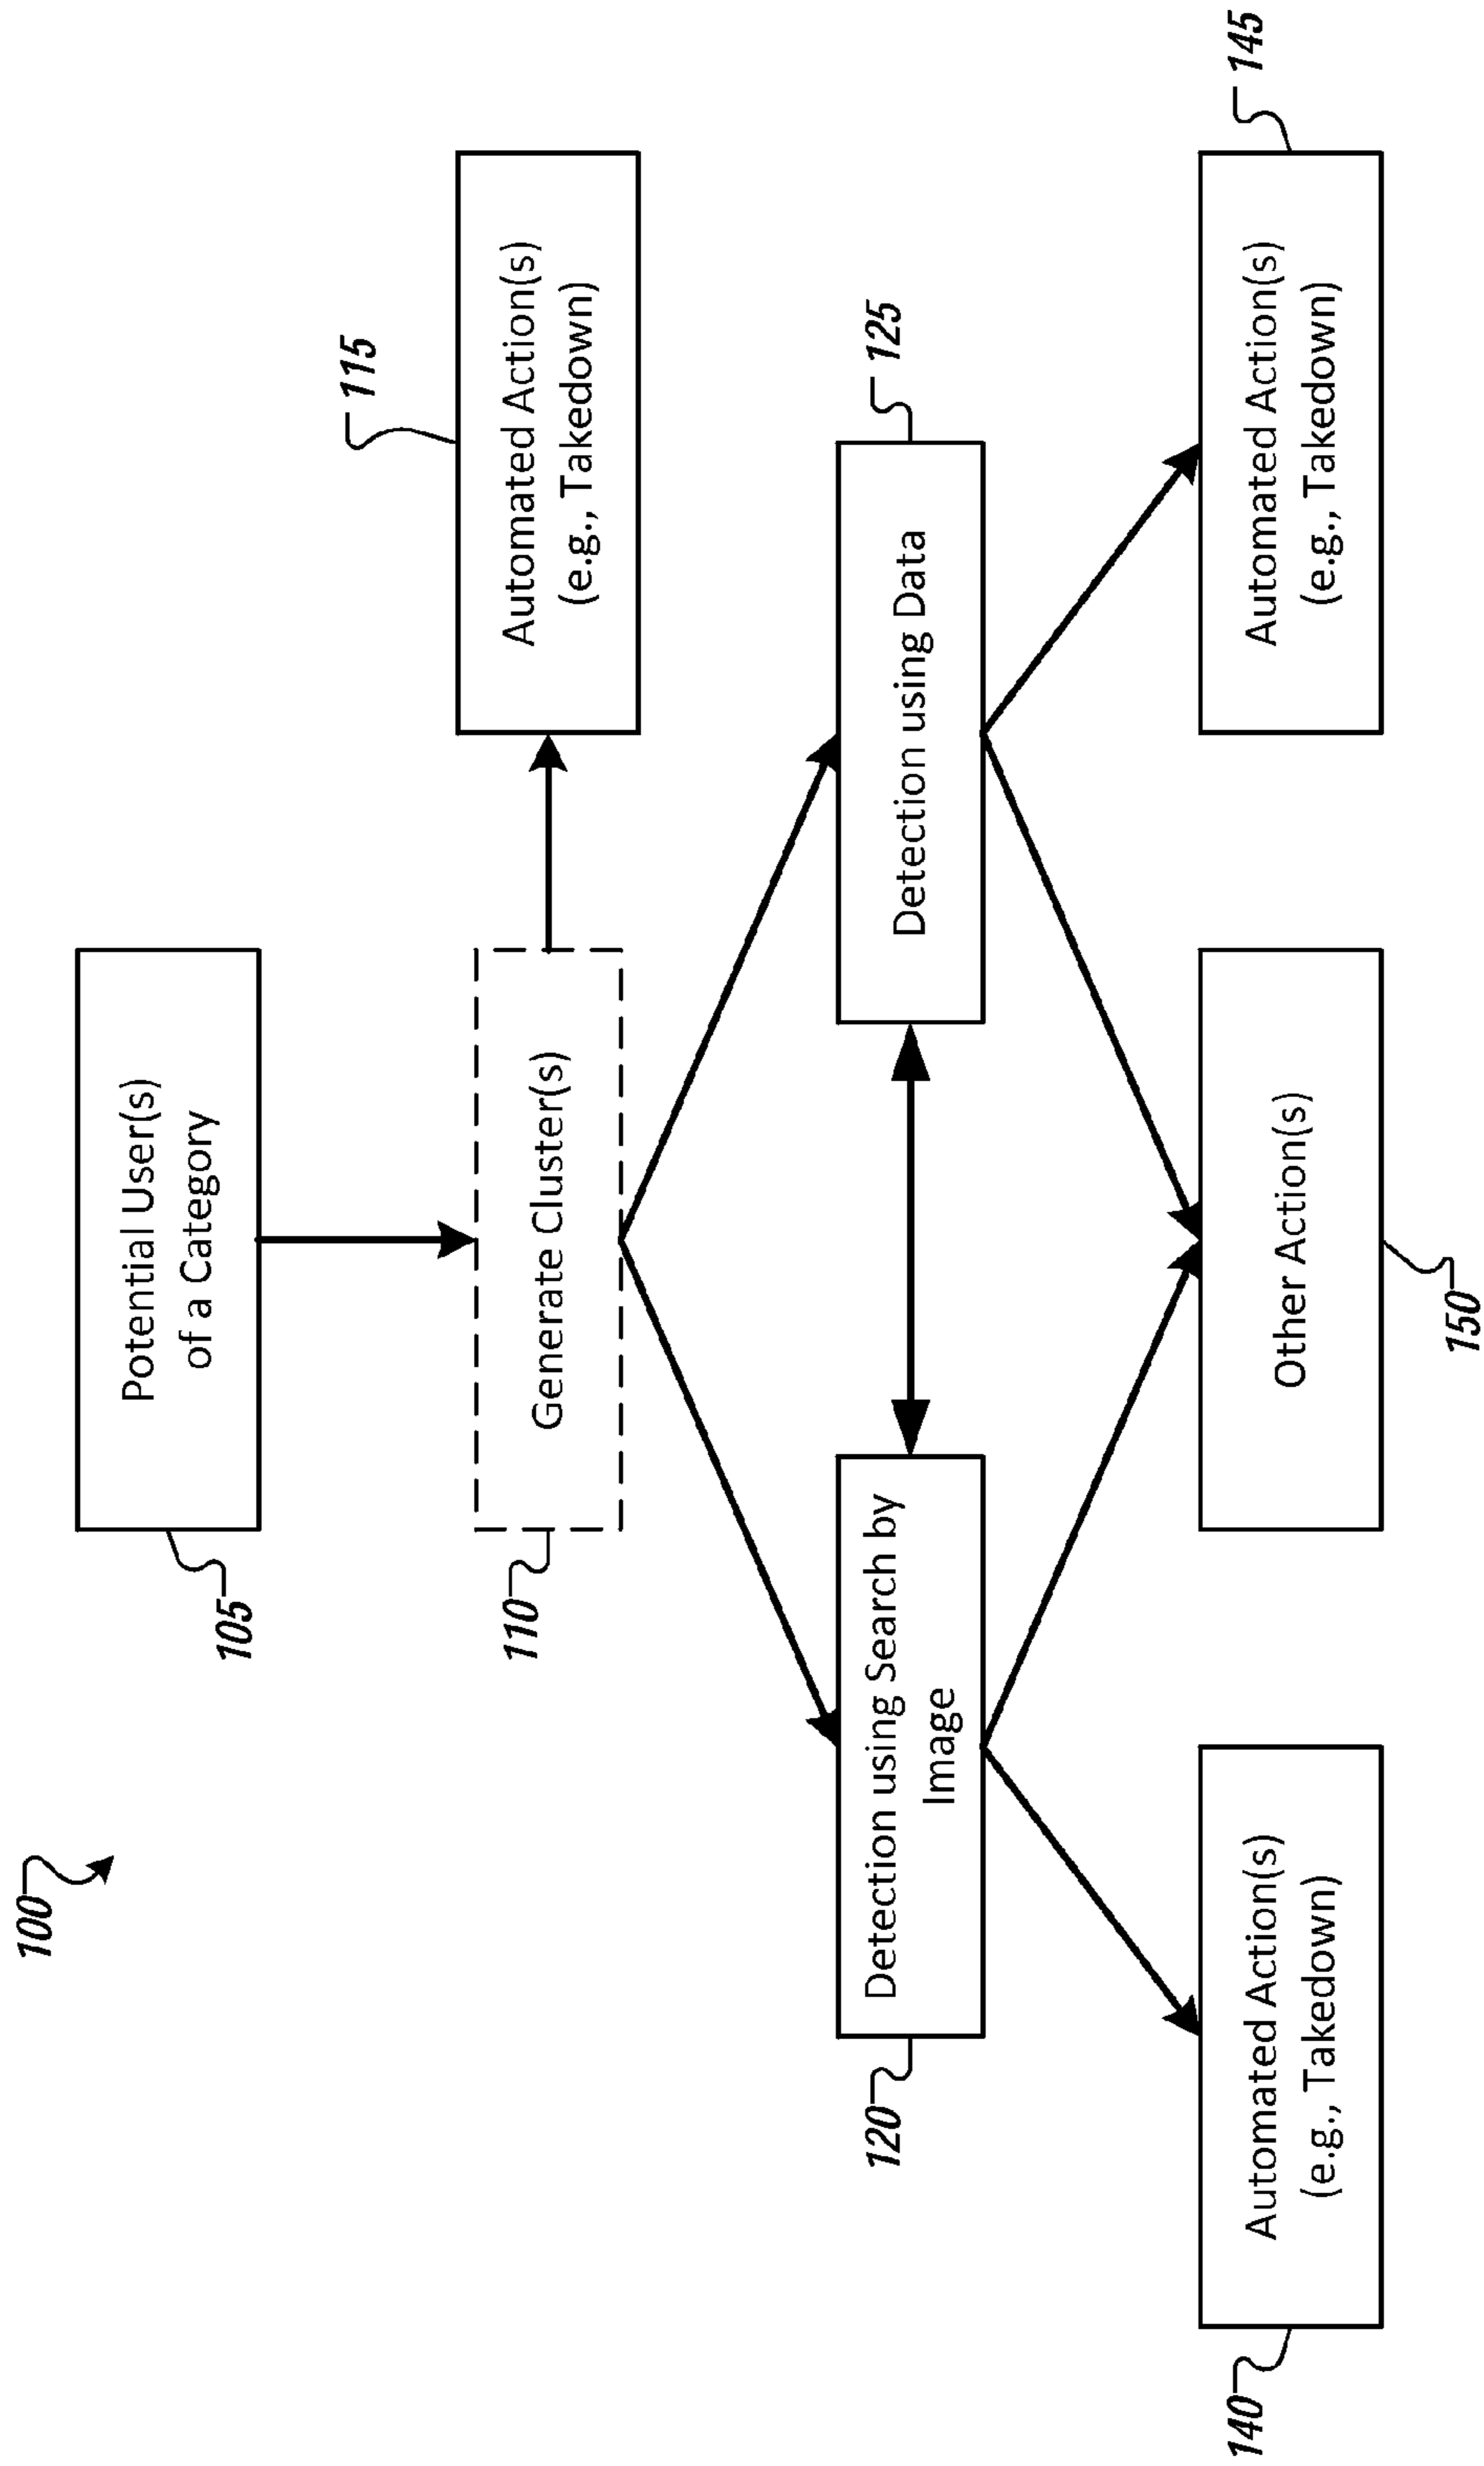 100
105
Potential User(s)
of a Category
110
Generate Cluster(s)
115
Automated Action(s)
(e.g., Takedown)
120
Detection using Search by
Image
125
Detection using Data
140
Automated Action(s)
(e.g., Takedown)
Other Action(s)
150
145
Automated Action(s)
(e.g., Takedown)